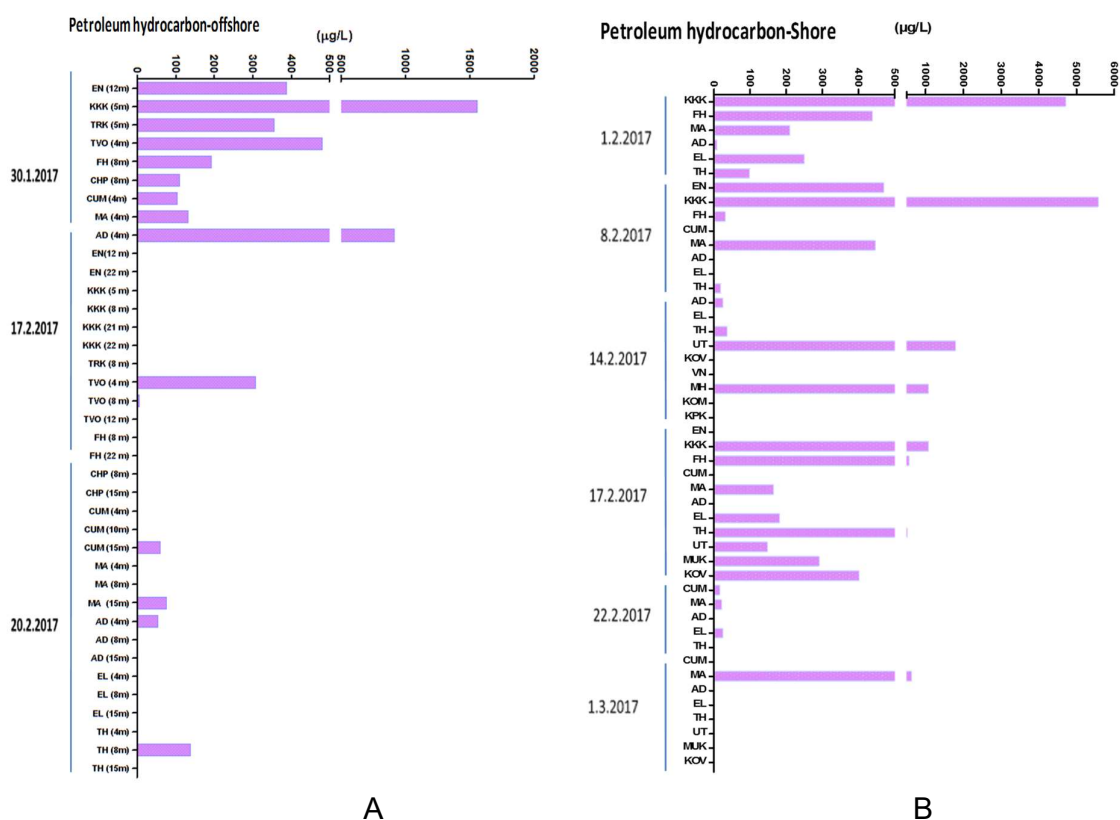 Petroleum hydrocarbon-offshore
(μg/L)
0 100 200 300 400 500 500 1000 1500 2000
30.1.2017
EN (12m)
KKK (5m)
TRK (5m)
TVO (4m)
FH (8m)
CHP (8m)
CUM (4m)
MA (4m)
17.2.2017
AD (4m)
EN(12 m)
EN (22 m)
KKK (5 m)
KKK (8 m)
KKK (21 m)
KKK (22 m)
TRK (8 m)
TVO (4 m)
TVO (8 m)
TVO (12 m)
FH (8 m)
FH (22 m)
20.2.2017
CHP (8m)
CHP (15m)
CUM (4m)
CUM (10m)
CUM (15m)
MA (4m)
MA (8m)
MA (15m)
AD (4m)
AD (8m)
AD (15m)
EL (4m)
EL (8m)
EL (15m)
TH (4m)
TH (8m)
TH (15m)
A
Petroleum hydrocarbon-Shore
(μg/L)
0 100 200 300 400 500 1000 2000 3000 4000 5000
1.2.2017
KKK
FH
MA
AD
EL
TH
8.2.2017
EN
KKK
FH
CUM
MA
AD
EL
TH
14.2.2017
AD
EL
TH
UT
KOV
VN
MH
KOM
KPK
17.2.2017
EN
KKK
FH
CUM
MA
AD
EL
TH
UT
MUK
KOV
22.2.2017
CUM
MA
AD
EL
TH
1.3.2017
CUM
MA
AD
EL
TH
UT
MUK
KOV
B